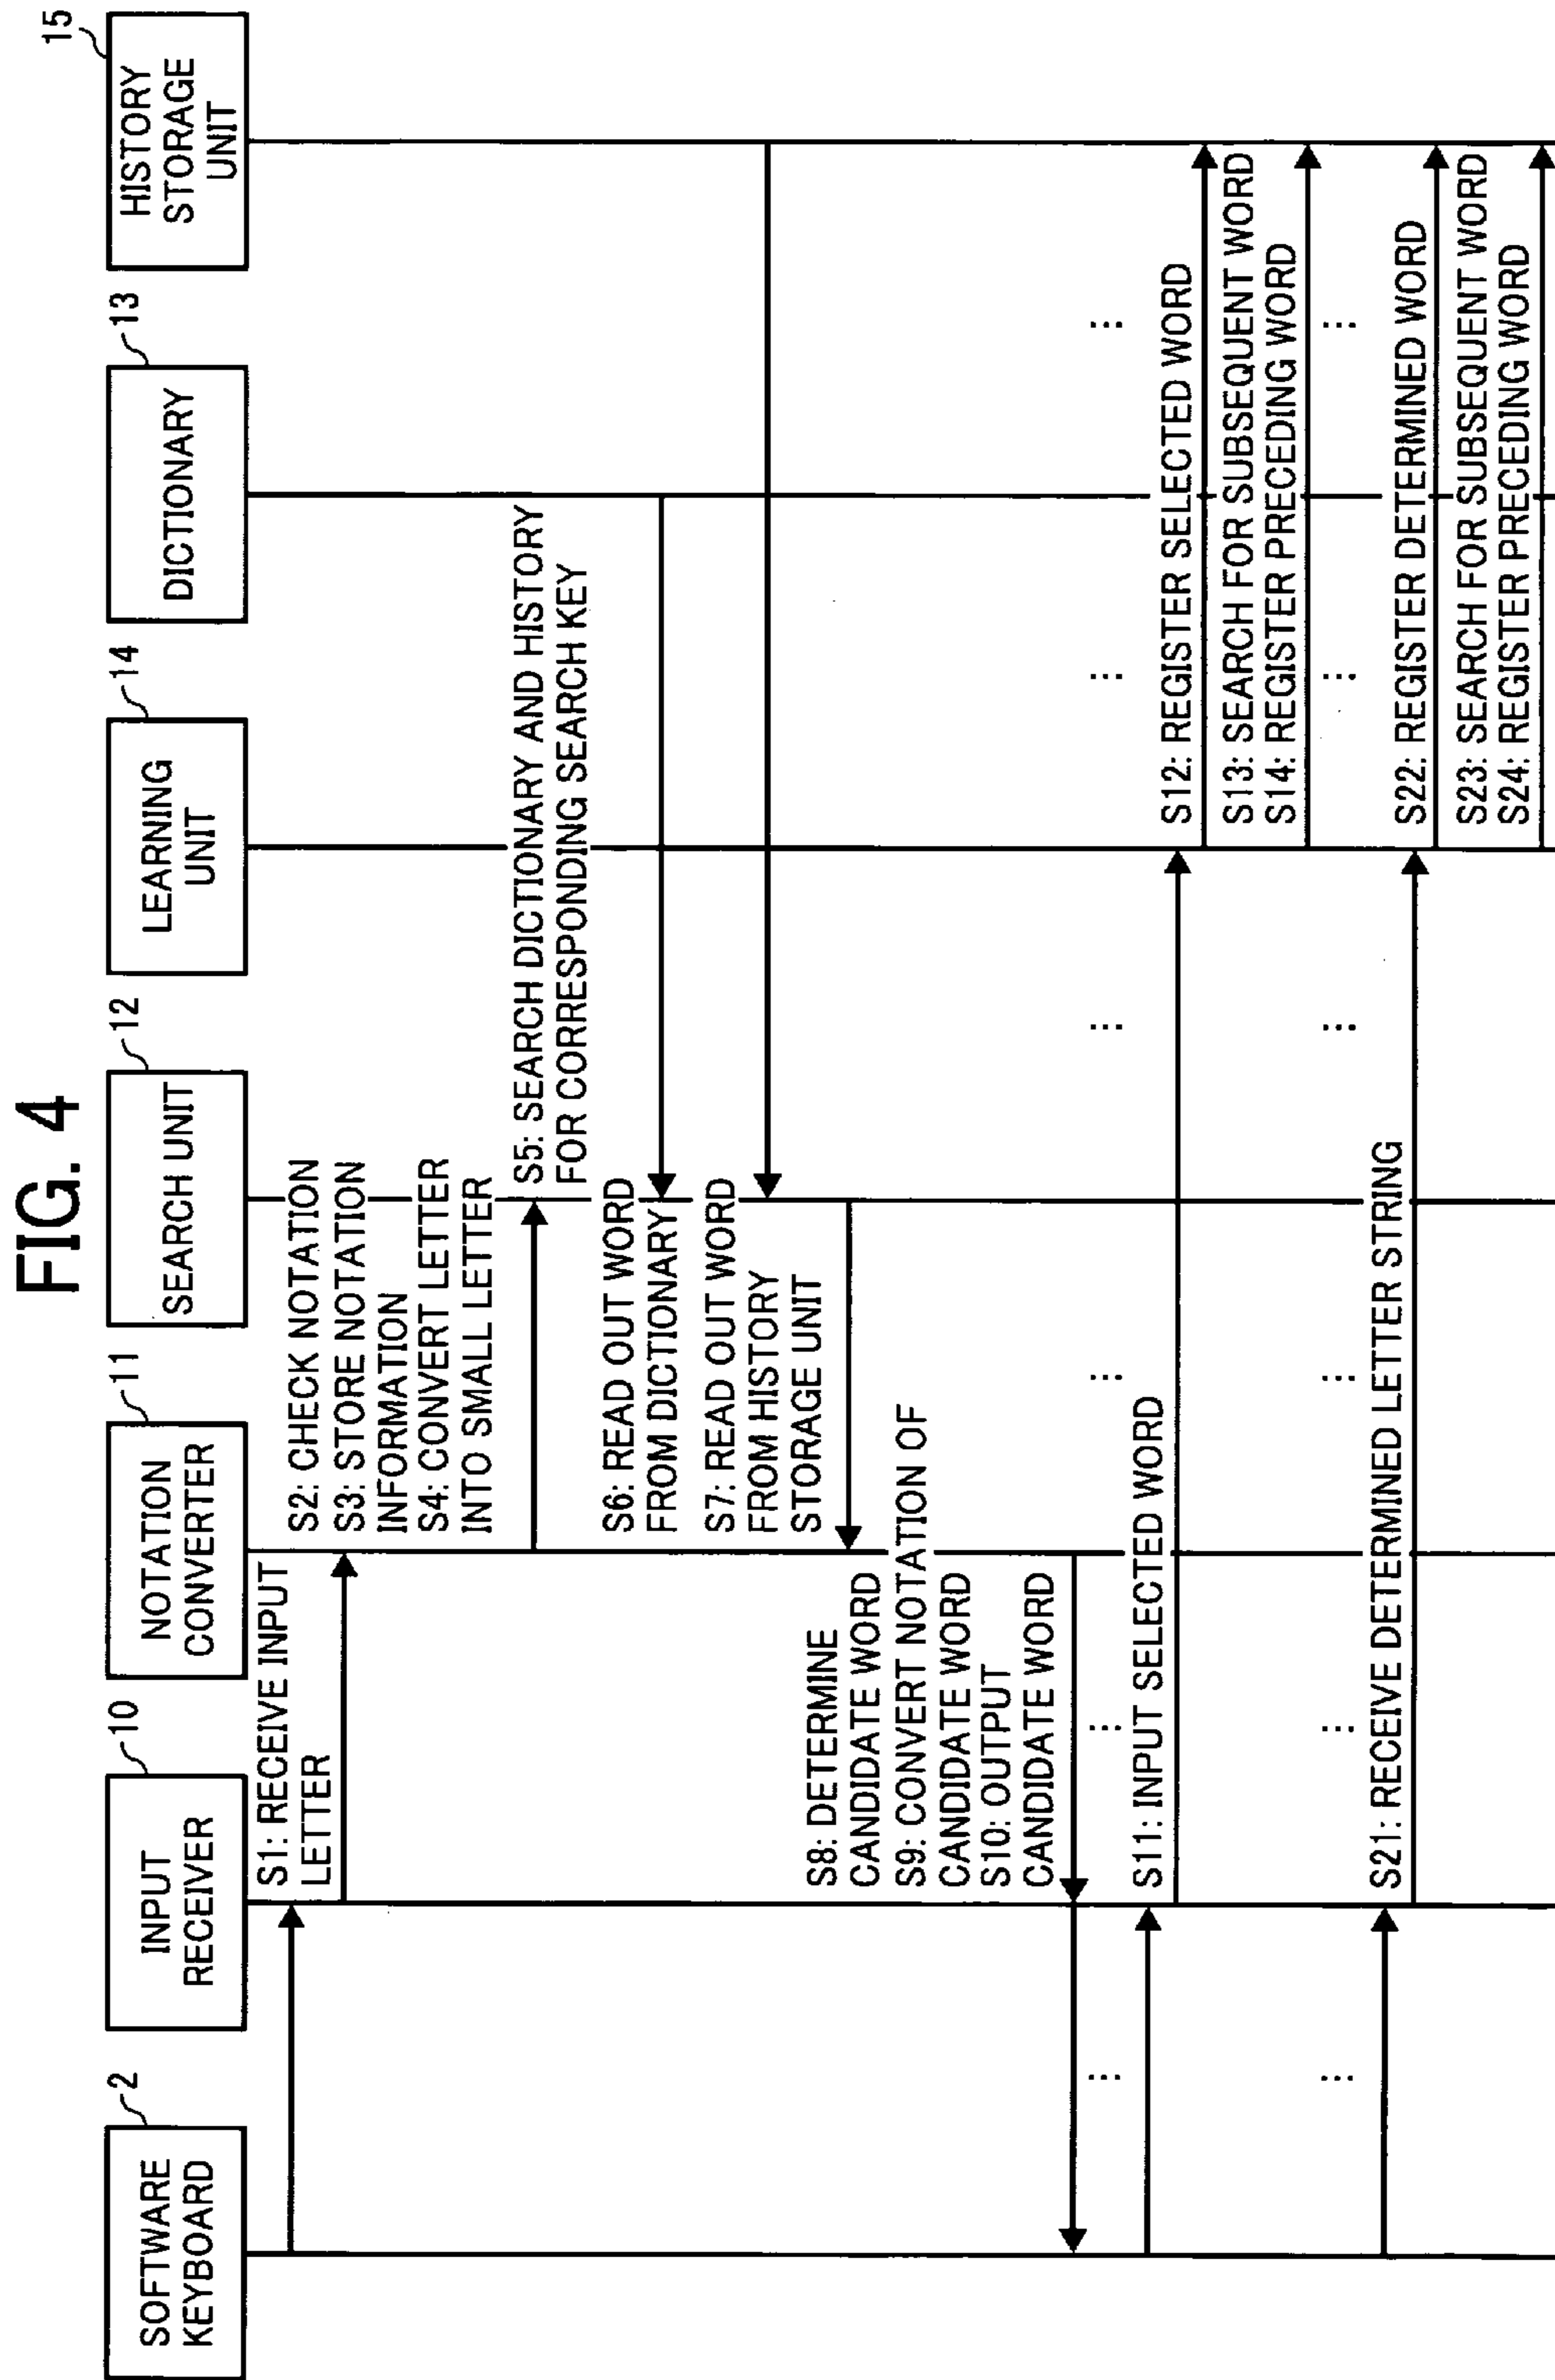 FIG. 4
SOFTWARE
KEYBOARD
2
INPUT
RECEIVER
10
NOTATION
CONVERTER
11
SEARCH UNIT
12
LEARNING
UNIT
14
DICTIONARY
13
HISTORY
STORAGE
UNIT
15
S1: RECEIVE INPUT
LETTER
S2: CHECK NOTATION
S3: STORE NOTATION
INFORMATION
S4: CONVERT LETTER
INTO SMALL LETTER
S5: SEARCH DICTIONARY AND HISTORY
FOR CORRESPONDING SEARCH KEY
S6: READ OUT WORD
FROM DICTIONARY
S7: READ OUT WORD
FROM HISTORY
STORAGE UNIT
S8: DETERMINE
CANDIDATE WORD
S9: CONVERT NOTATION OF
CANDIDATE WORD
S10: OUTPUT
CANDIDATE WORD
... ... ... ... ... ...
S11: INPUT SELECTED WORD
S12: REGISTER SELECTED WORD
S13: SEARCH FOR SUBSEQUENT WORD
S14: REGISTER PRECEDING WORD
... ... ... ... ... ...
S21: RECEIVE DETERMINED LETTER STRING
S22: REGISTER DETERMINED WORD
S23: SEARCH FOR SUBSEQUENT WORD
S24: REGISTER PRECEDING WORD